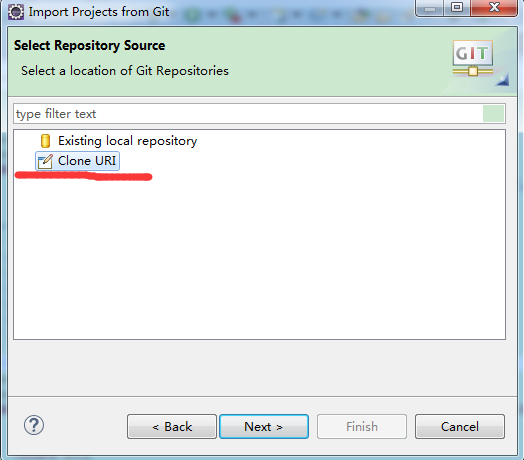 Import Projects from Git
Select Repository Source
Select a location of Git Repositories
GIT
type filter text
Existing local repository
Clone URI
?
< Back
Next >
Finish
Cancel